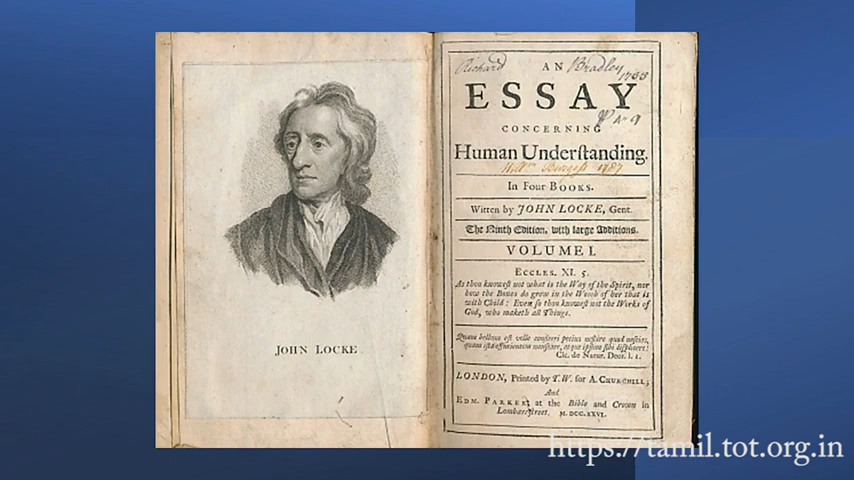 JOHN LOCKE
Richard Bradley
AN
ESSAY
CONCERNING
Human Understanding.
In Four BOOKS.
Written by JOHN LOCKE, Gent.
The Ninth Edition, with large Additions.
VOLUME I.
ECCLES. XI. 5.
As thou knowest not what is the Way of the Spirit, nor
how the Bones do grow in the Womb of her that is
with Child: Even so thou knowest not the Works of
God, who maketh all Things.
Quam bellum est velle confiteri potius nescire quod nescias,
quam ista effutientem nauseare, atque ipsum sibi displicere!
Cic. de Natur. Deor. l. 1.
LONDON, Printed by T. W. for A. CHURCHILL;
And
EDM. PARKER, at the Bible and Crown in
Lombard-street. M.DCC.XXVI.
https://tamil.tot.org.in